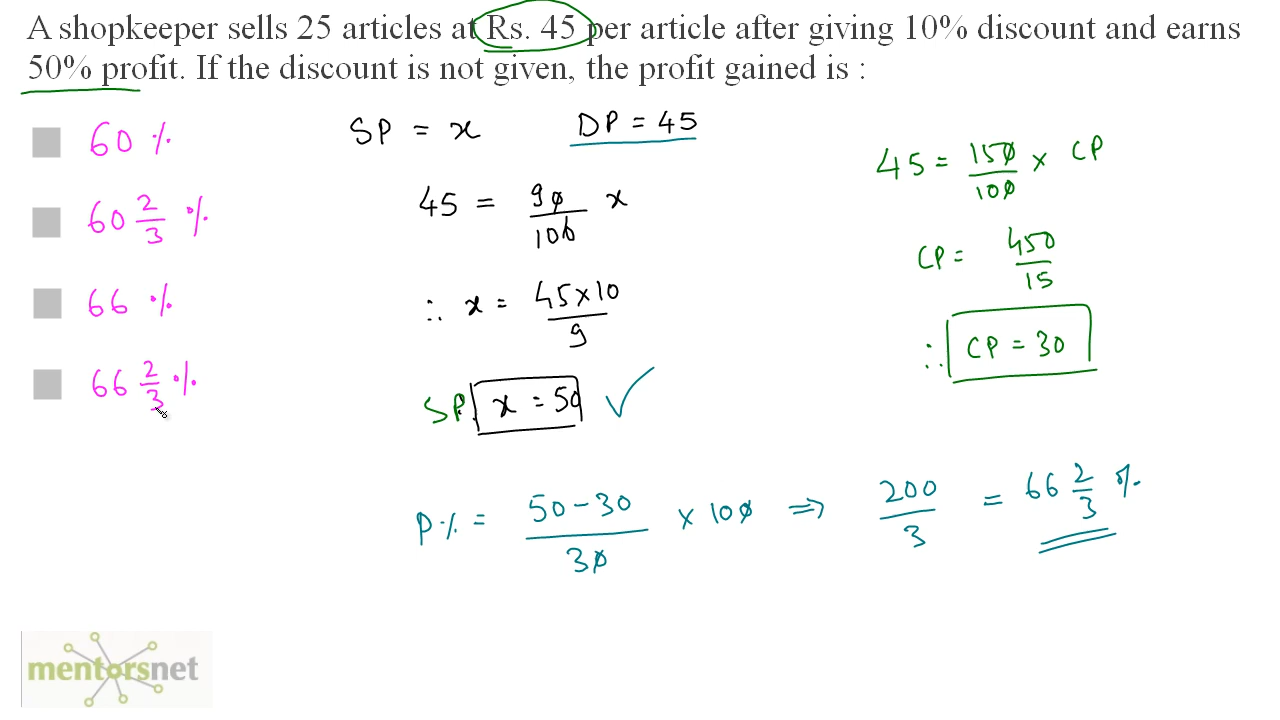 A shopkeeper sells 25 articles at Rs. 45 per article after giving 10% discount and earns
50% profit. If the discount is not given, the profit gained is :
60 %
60 2/3 %
66 %
66 2/3 %
SP = x DP = 45
45 = 90/100 x
∴ x = 45×10/9
SP x = 50 ✓
45 = 150/100 × CP
CP = 450/15
∴ CP = 30
P% = 50-30/30 × 100 ⇒ 200/3 = 66 2/3 %
mentorsnet